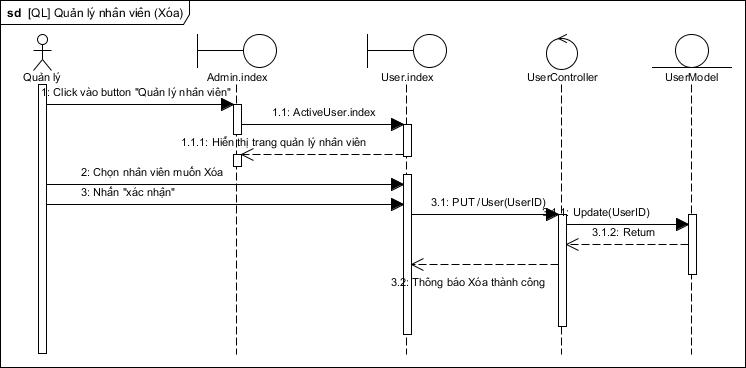 sd [QL] Quản lý nhân viên (Xóa)
Quản lý
Admin.index
User.index
UserController
UserModel
1: Click vào button "Quản lý nhân viên"
1.1: ActiveUser.index
1.1.1: Hiển thị trang quản lý nhân viên
2: Chọn nhân viên muốn Xóa
3: Nhấn "xác nhận"
3.1: PUT /User(UserID)
3.1.1: Update(UserID)
3.1.2: Return
3.2: Thông báo Xóa thành công